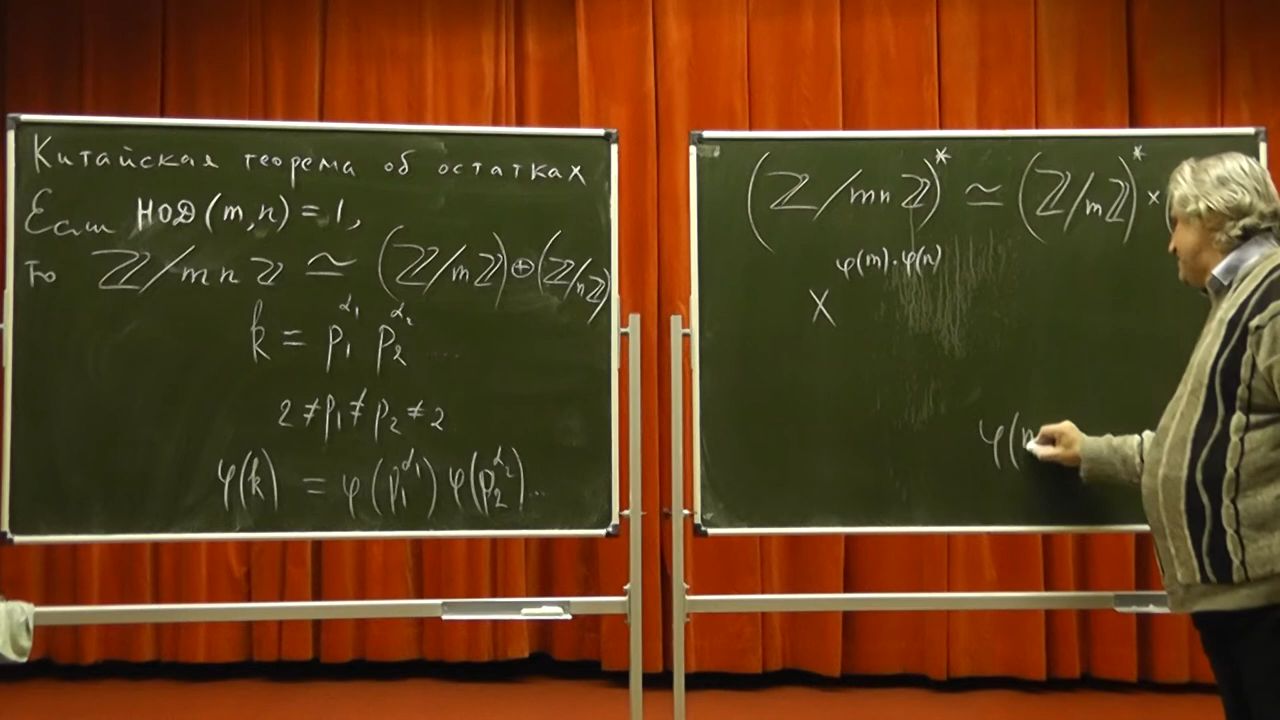 Китайская теорема об остатках
Если НОД(m,n) = 1,
то ℤ/mnℤ ≃ (ℤ/mℤ)⊕(ℤ/nℤ)
k = p₁^α₁ p₂^α₂ ....
2 ≠ p₁ ≠ p₂ ≠ 2
φ(k) = φ(p₁^α₁) φ(p₂^α₂)...
(ℤ/mnℤ)* ≃ (ℤ/mℤ)* × (
x^φ(m)·φ(n)
φ(